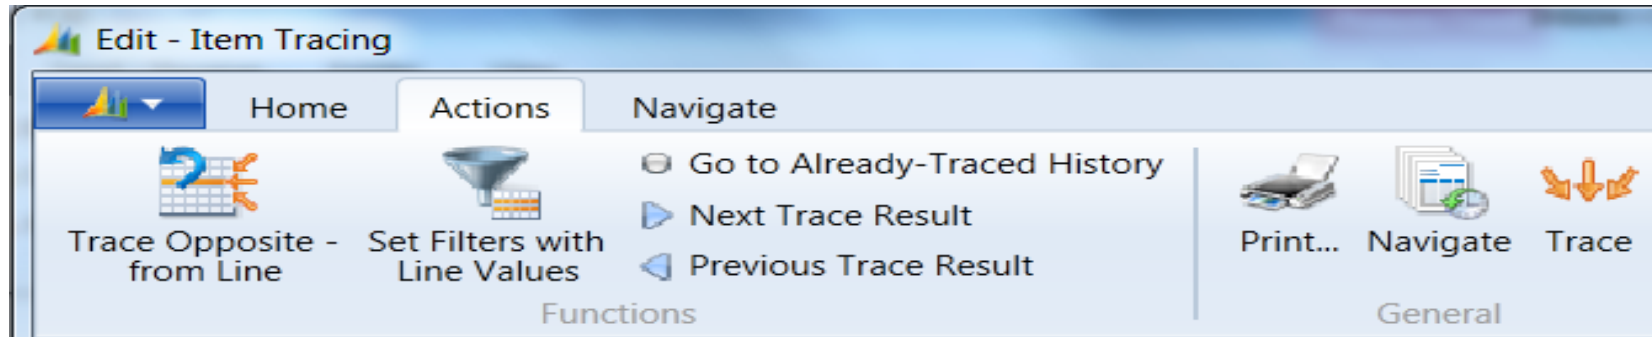 Edit - Item Tracing
Home Actions Navigate
Trace Opposite -
from Line
Set Filters with
Line Values
Go to Already-Traced History
Next Trace Result
Previous Trace Result
Functions
Print... Navigate Trace
General